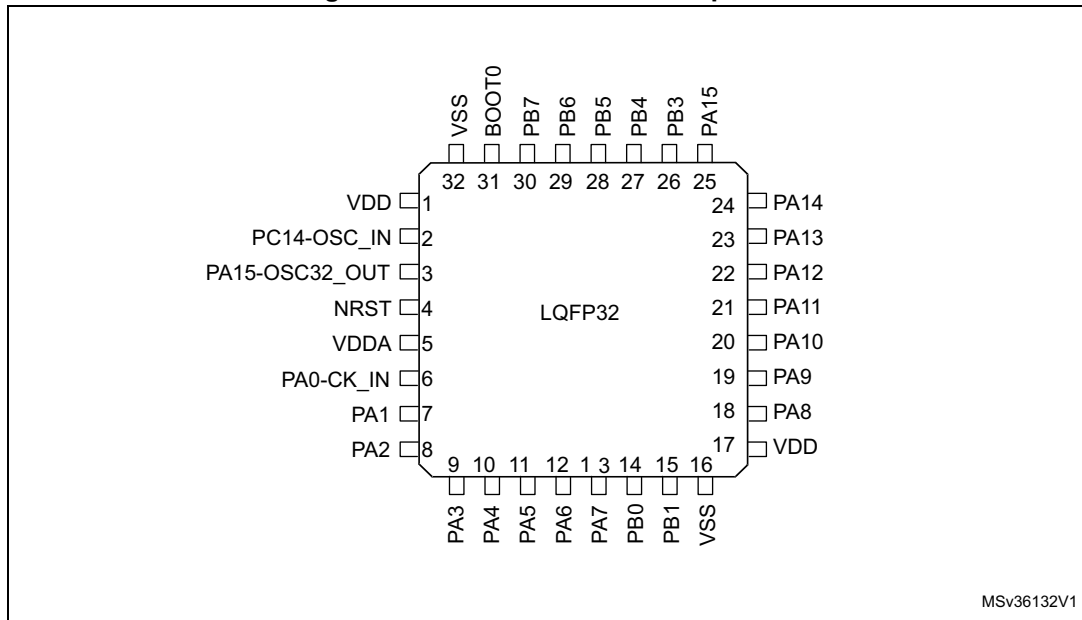 VSS
BOOT0
PB7
PB6
PB5
PB4
PB3
PA15
32 31 30 29 28 27 26 25
VDD 1
PC14-OSC_IN 2
PA15-OSC32_OUT 3
NRST 4
VDDA 5
PA0-CK_IN 6
PA1 7
PA2 8
LQFP32
24 PA14
23 PA13
22 PA12
21 PA11
20 PA10
19 PA9
18 PA8
17 VDD
9 10 11 12 1 3 14 15 16
PA3
PA4
PA5
PA6
PA7
PB0
PB1
VSS
MSv36132V1